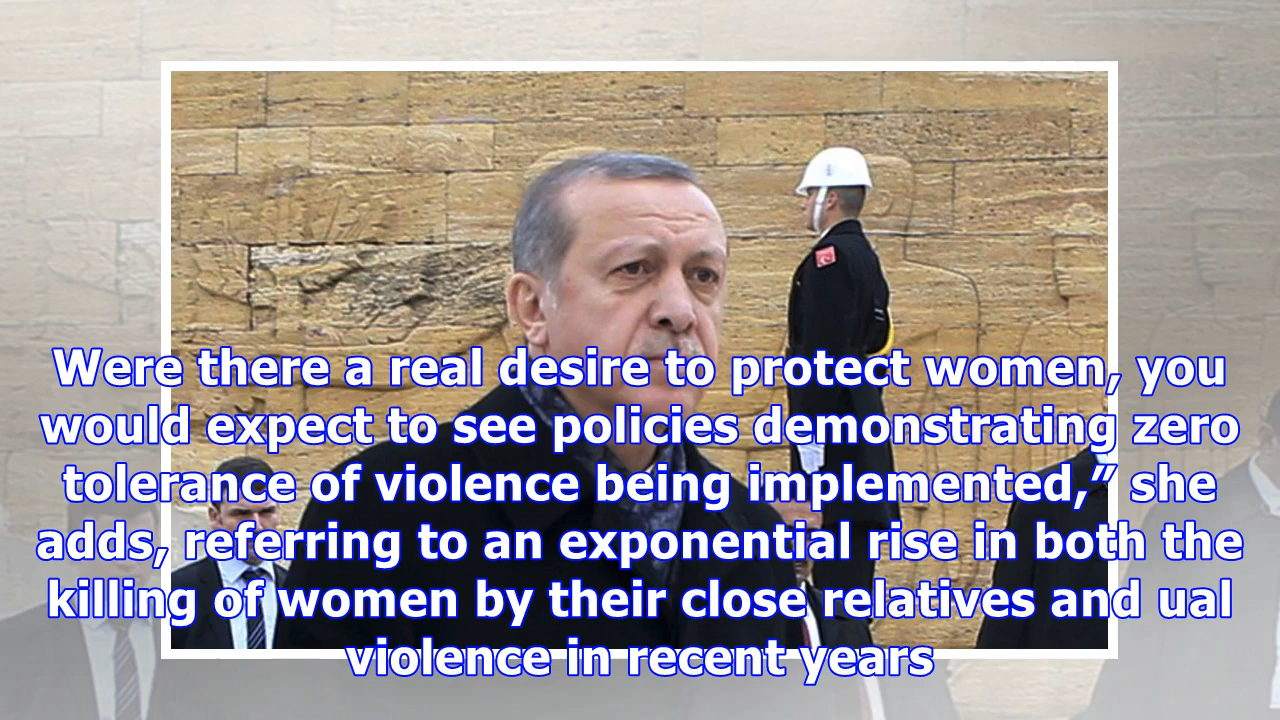 Were there a real desire to protect women, you
would expect to see policies demonstrating zero
tolerance of violence being implemented,” she
adds, referring to an exponential rise in both the
killing of women by their close relatives and ual
violence in recent years